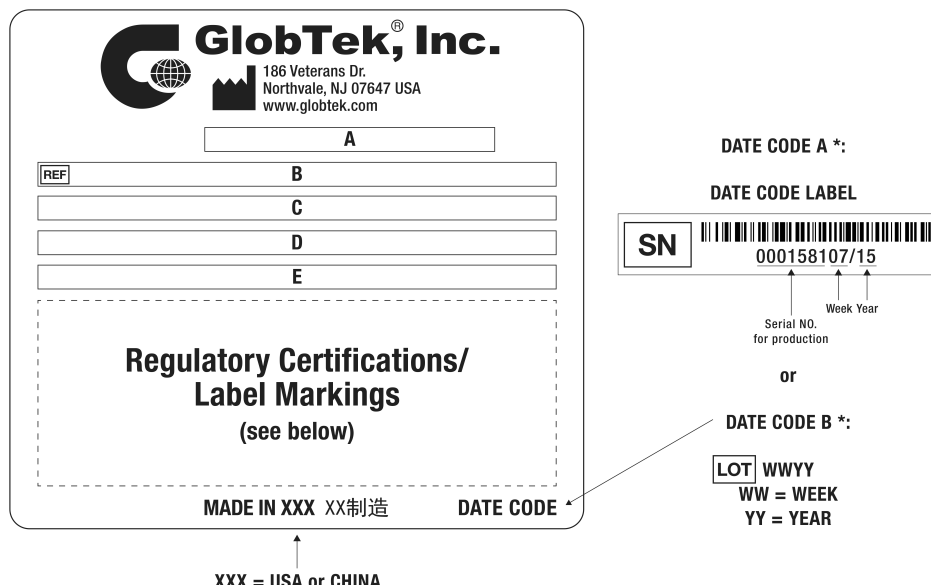 GlobTek,® Inc.
186 Veterans Dr.
Northvale, NJ 07647 USA
www.globtek.com
A
REF B
C
D
E
Regulatory Certifications/
Label Markings
(see below)
MADE IN XXX XX制造 DATE CODE
XXX = USA or CHINA
DATE CODE A *:
DATE CODE LABEL
SN
00015810​7/15
Serial NO.
for production
Week Year
or
DATE CODE B *:
LOT WWYY
WW = WEEK
YY = YEAR